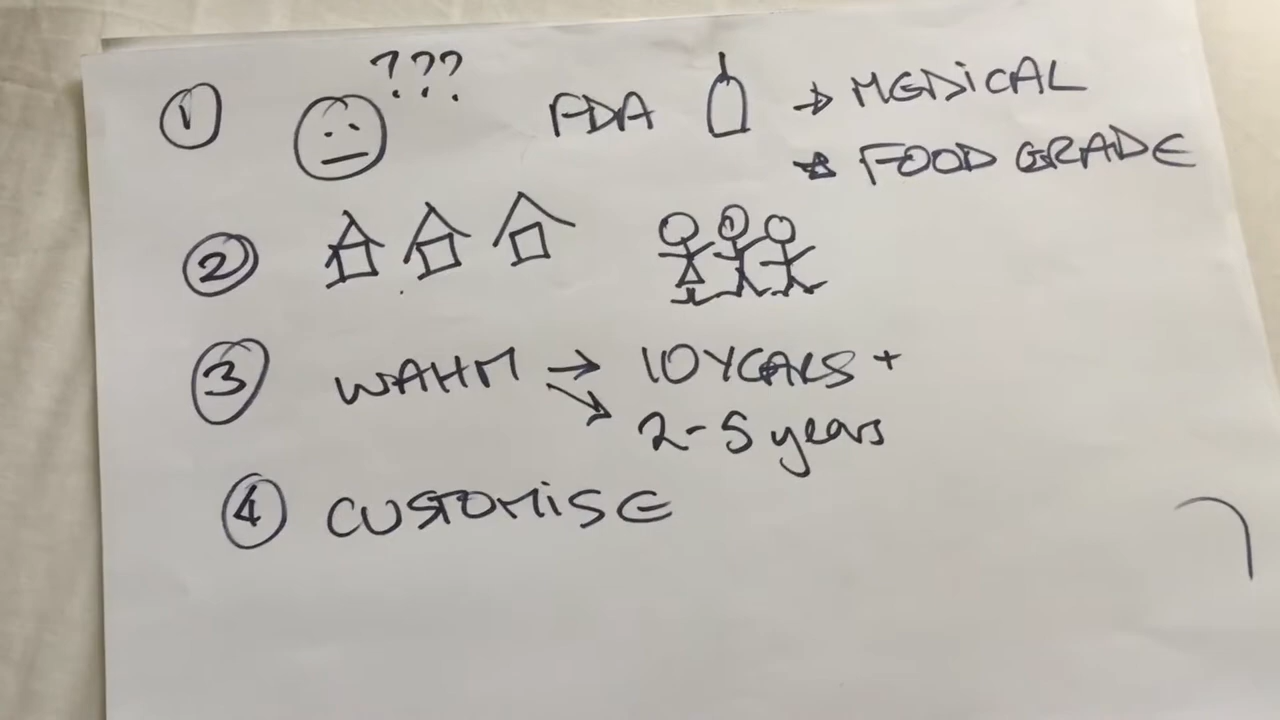 1 ??? FDA → MEDICAL
→ FOOD GRADE
2
3 WAHM → 10 YEARS +
→ 2-5 years
4 CUSTOMISE